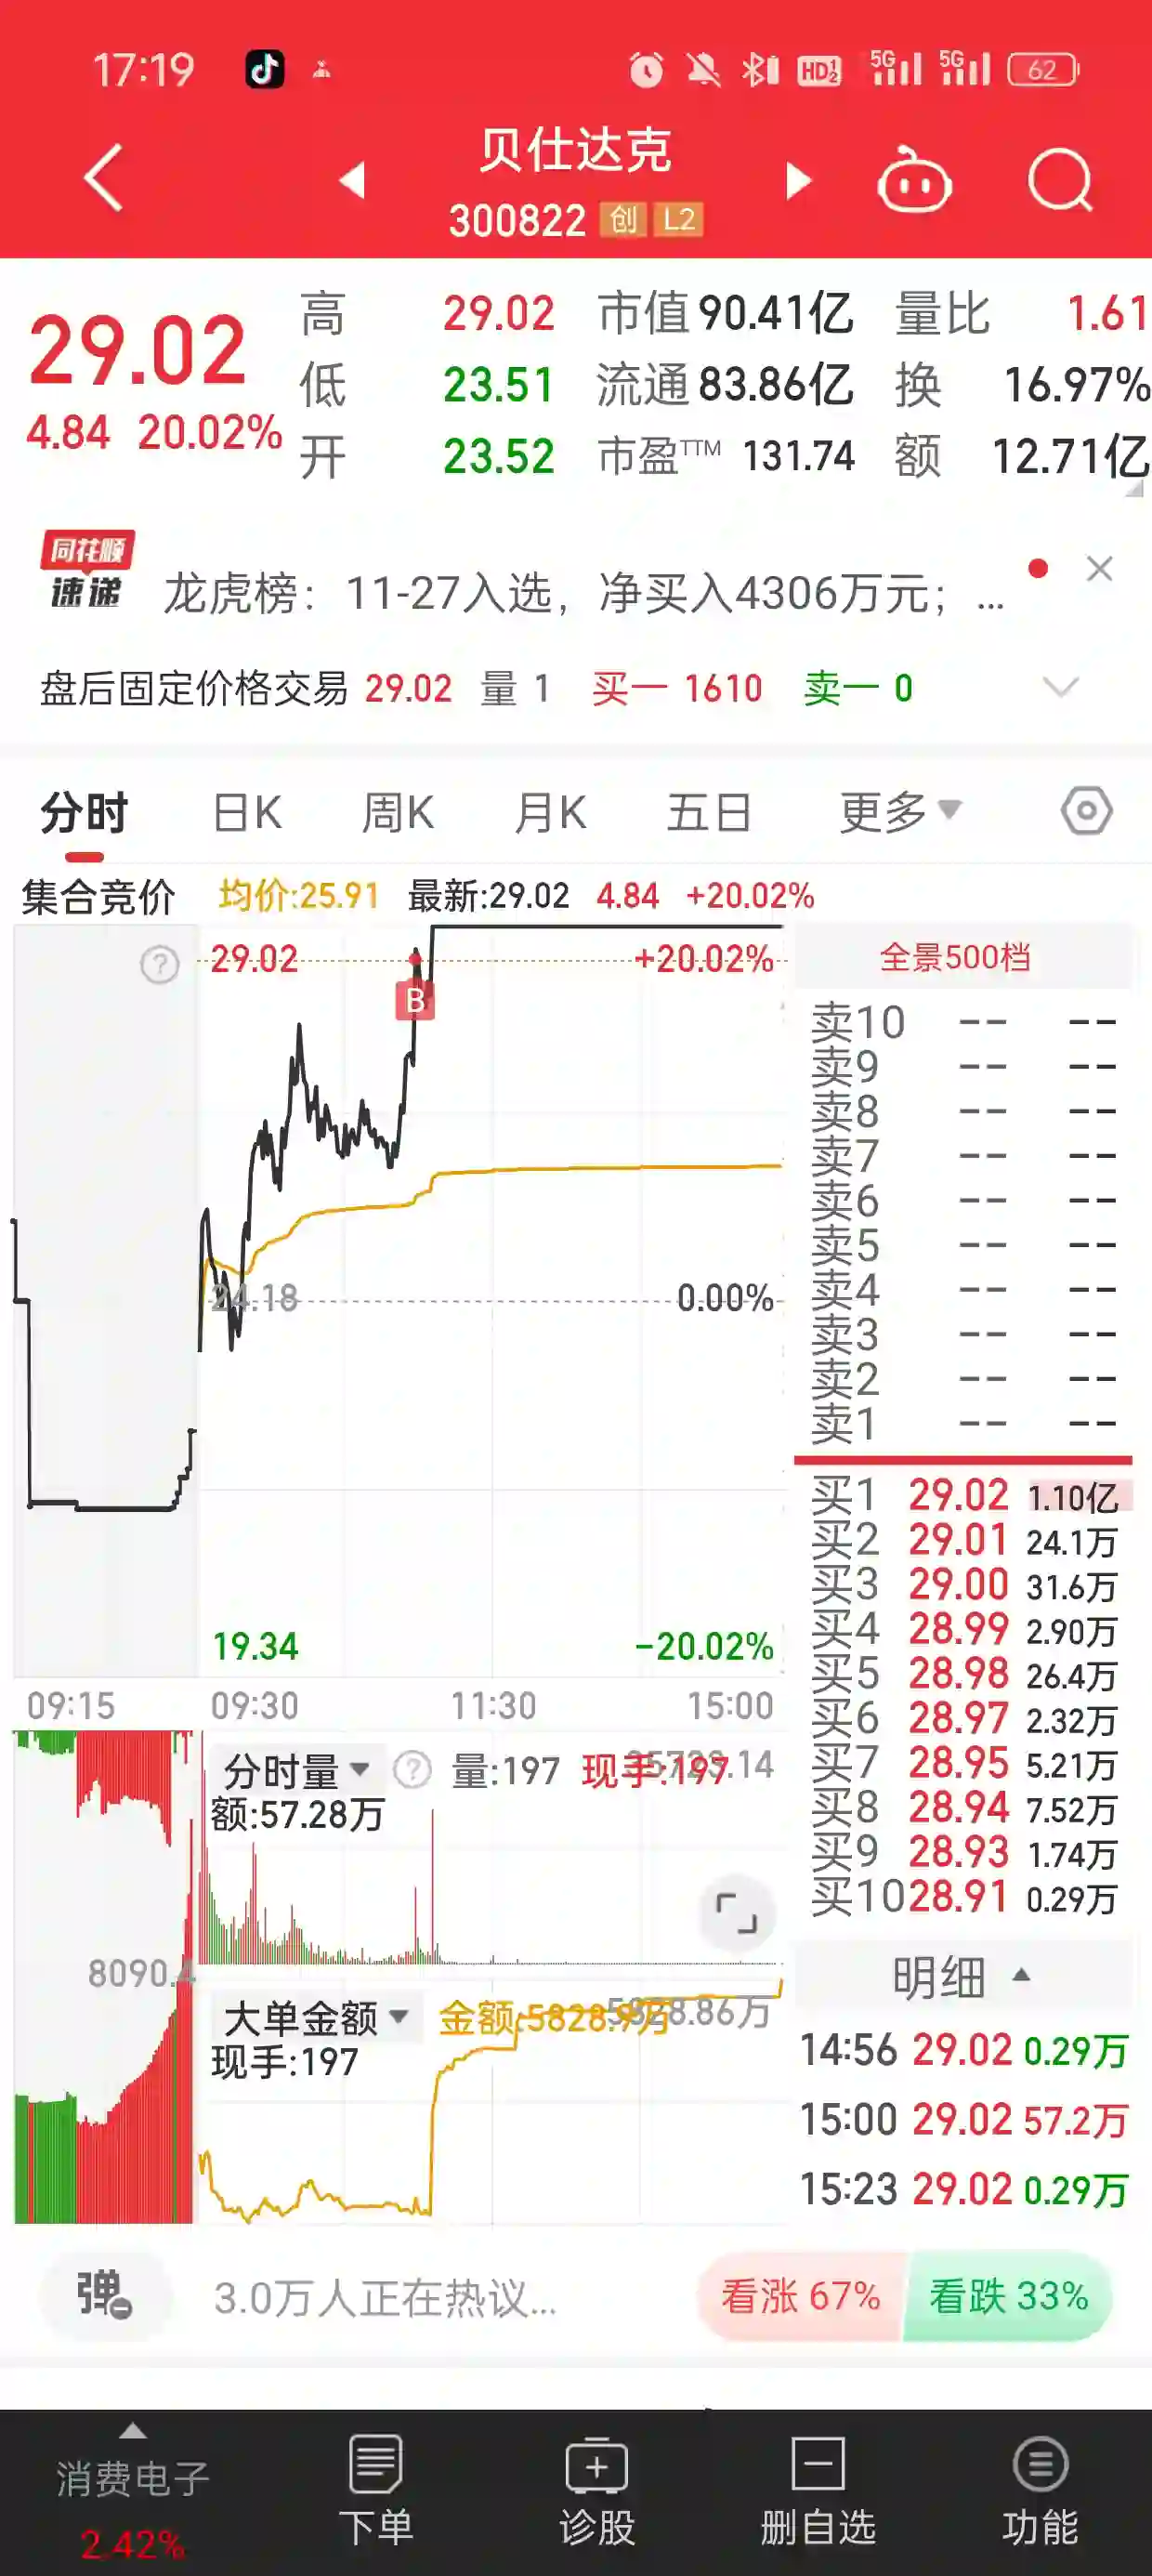 17:19 HD 1 2 5G 5G 62
贝仕达克
300822 创 L2
29.02
4.84 20.02%
高 29.02 市值 90.41亿 量比 1.61
低 23.51 流通 83.86亿 换 16.97%
开 23.52 市盈TTM 131.74 额 12.71亿
同花顺
速递
龙虎榜：11-27入选，净买入4306万元；...
盘后固定价格交易 29.02 量 1 买一 1610 卖一 0
分时 日K 周K 月K 五日 更多
集合竞价 均价:25.91 最新:29.02 4.84 +20.02%
? 29.02 +20.02%
B
24.18 0.00%
19.34 -20.02%
09:15 09:30 11:30 15:00
全景500档
卖10 -- --
卖9 -- --
卖8 -- --
卖7 -- --
卖6 -- --
卖5 -- --
卖4 -- --
卖3 -- --
卖2 -- --
卖1 -- --
买1 29.02 1.10亿
买2 29.01 24.1万
买3 29.00 31.6万
买4 28.99 2.90万
买5 28.98 26.4万
买6 28.97 2.32万
买7 28.95 5.21万
买8 28.94 7.52万
买9 28.93 1.74万
买10 28.91 0.29万
分时量 ? 量:197 现手:197
额:57.28万
8090.4
大单金额 金额:5828.9万 5828.86万
现手:197
明细
14:56 29.02 0.29万
15:00 29.02 57.2万
15:23 29.02 0.29万
弹 3.0万人正在热议... 看涨 67% 看跌 33%
消费电子
2.42%
下单 诊股 删自选 功能